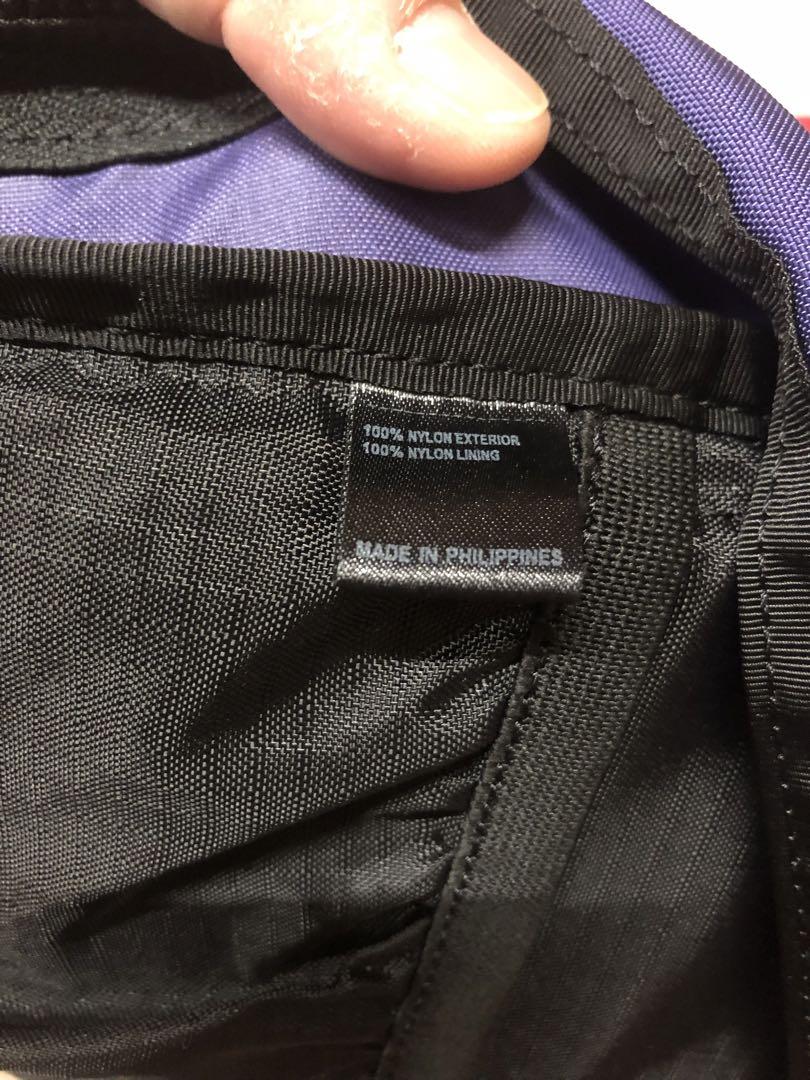 100% NYLON EXTERIOR
100% NYLON LINING
MADE IN PHILIPPINES